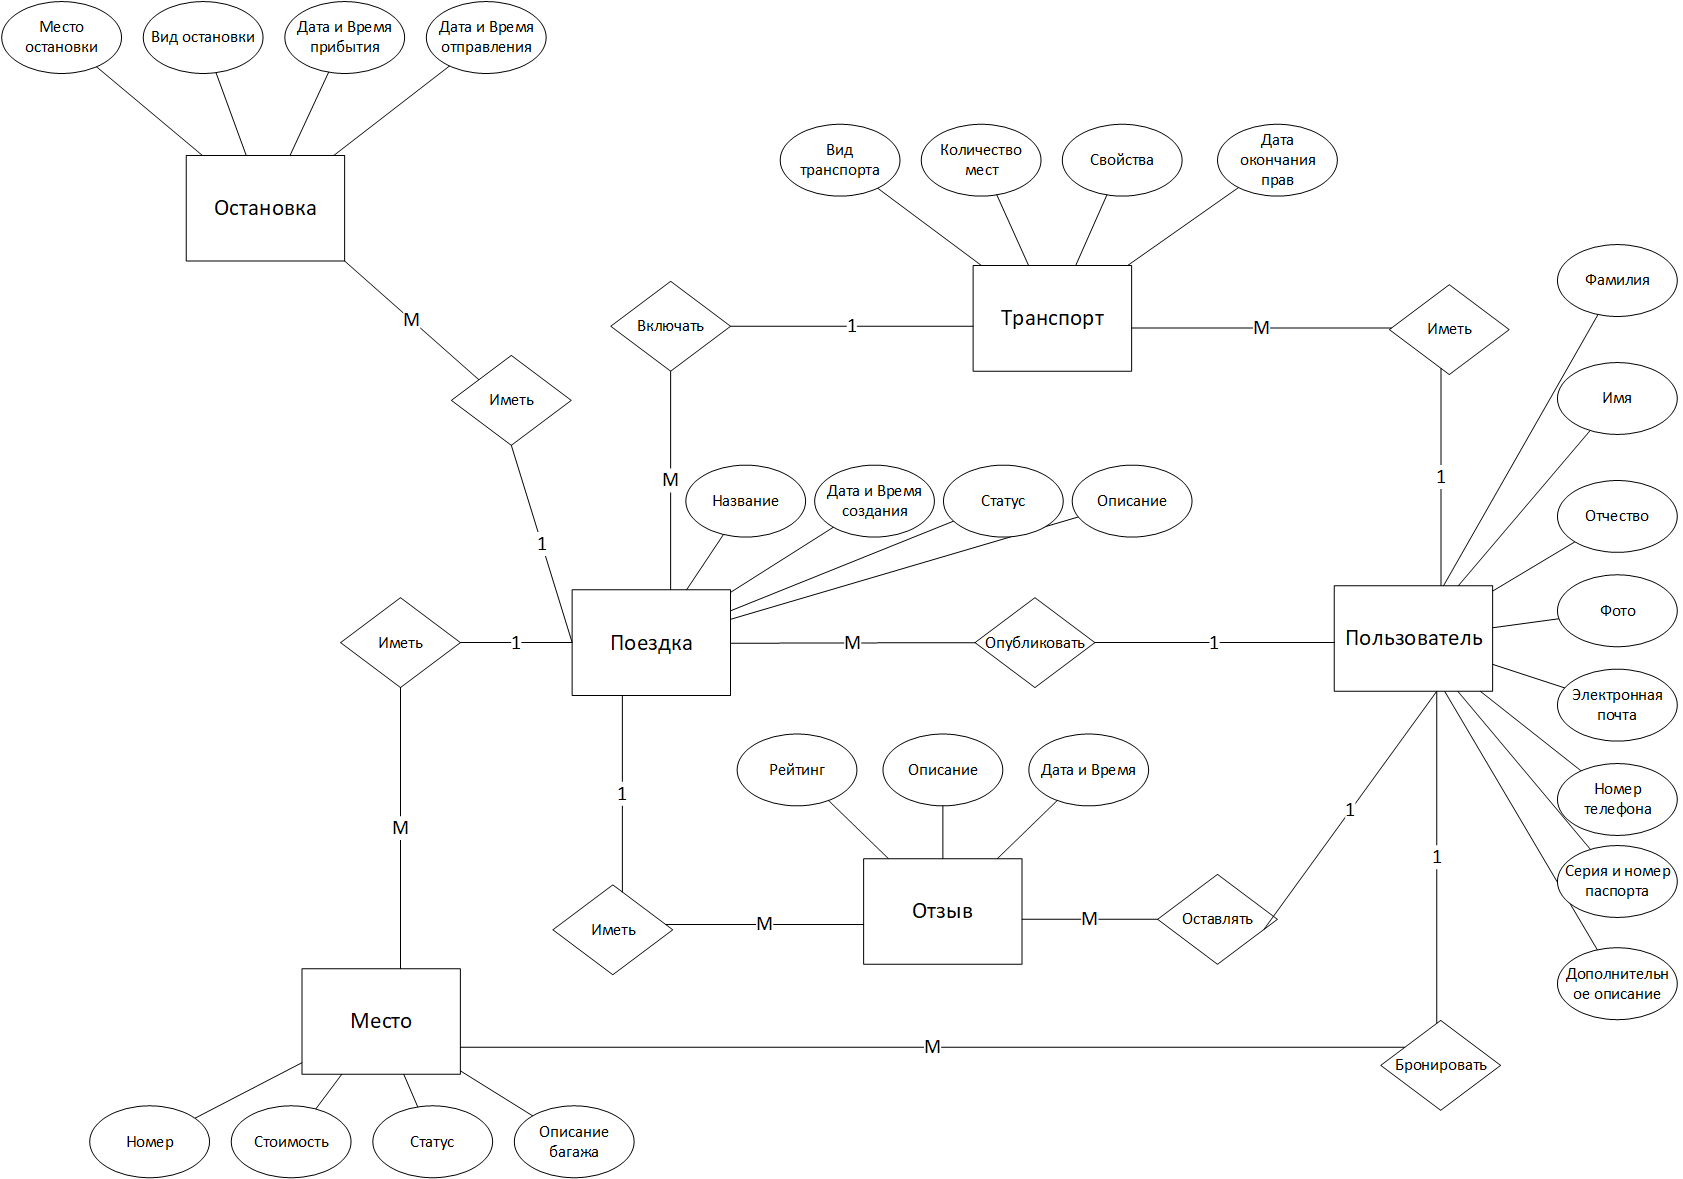 Место
остановки
Вид остановки
Дата и Время
прибытия
Дата и Время
отправления
Остановка
М
Иметь
1
Вид
транспорта
Количество
мест
Свойства
Дата
окончания
прав
Транспорт
Включать
1
М
М
Иметь
1
Фамилия
Имя
Отчество
Фото
Электронная
почта
Номер
телефона
Серия и номер
паспорта
Дополнительн
ое описание
Название
Дата и Время
создания
Статус
Описание
Иметь
1
Поездка
М
Опубликовать
1
Пользователь
М
1
Рейтинг
Описание
Дата и Время
1
1
Иметь
М
Отзыв
М
Оставлять
Место
М
Бронировать
Номер
Стоимость
Статус
Описание
багажа